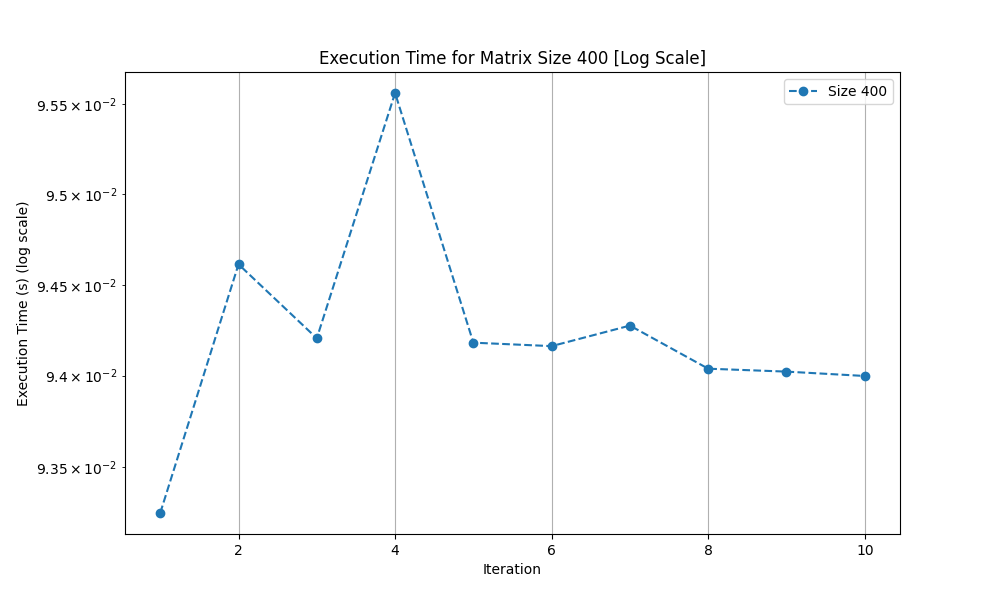 Execution Time for Matrix Size 400 [Log Scale]
Size 400
Execution Time (s) (log scale)
9.55 × 10⁻²
9.5 × 10⁻²
9.45 × 10⁻²
9.4 × 10⁻²
9.35 × 10⁻²
2 4 6 8 10
Iteration